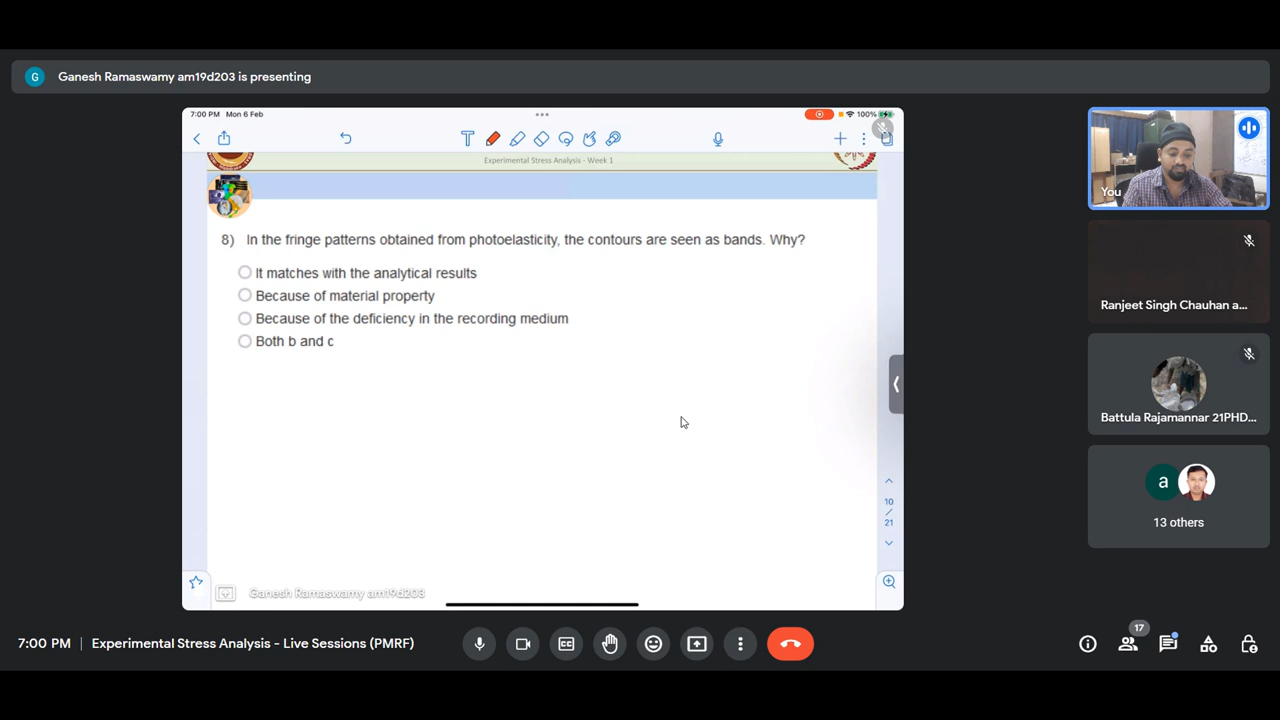 G
Ganesh Ramaswamy am19d203 is presenting
7:00 PM Mon 6 Feb
100%
Experimental Stress Analysis - Week 1
8) In the fringe patterns obtained from photoelasticity, the contours are seen as bands. Why?
It matches with the analytical results
Because of material property
Because of the deficiency in the recording medium
Both b and c
10
/
21
Ganesh Ramaswamy am19d203
You
Ranjeet Singh Chauhan a...
Battula Rajamannar 21PHD...
a
13 others
7:00 PM | Experimental Stress Analysis - Live Sessions (PMRF)
17